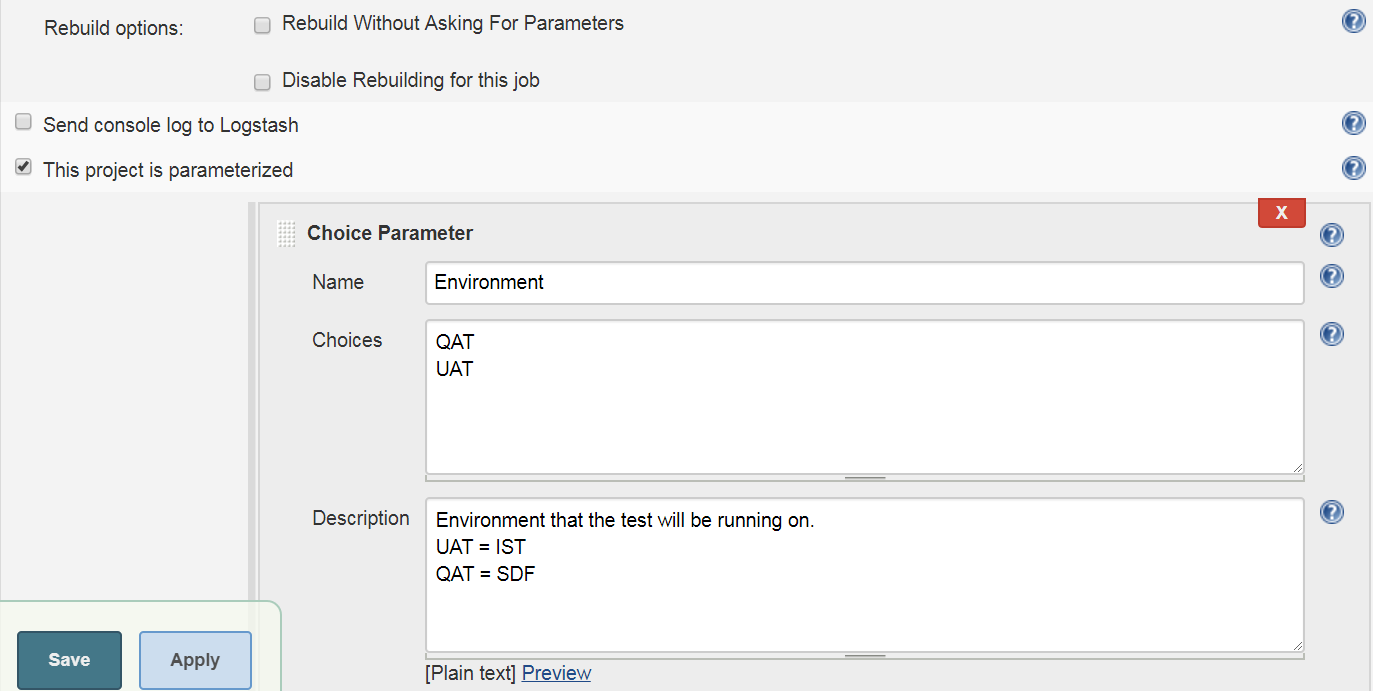 Rebuild options:
Rebuild Without Asking For Parameters
Disable Rebuilding for this job
Send console log to Logstash
This project is parameterized
X
Choice Parameter
Name
Environment
Choices
QAT
UAT
Description
Environment that the test will be running on.
UAT = IST
QAT = SDF
[Plain text] Preview
Save
Apply